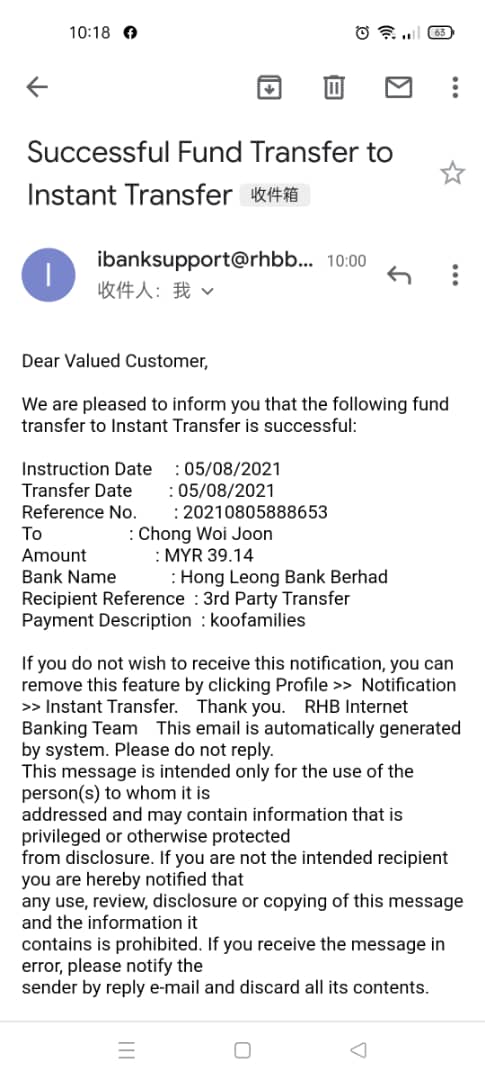 10:18
63
Successful Fund Transfer to
Instant Transfer 收件箱
I
ibanksupport@rhbb... 10:00
收件人：我
Dear Valued Customer,
We are pleased to inform you that the following fund
transfer to Instant Transfer is successful:
Instruction Date : 05/08/2021
Transfer Date : 05/08/2021
Reference No. : 20210805888653
To : Chong Woi Joon
Amount : MYR 39.14
Bank Name : Hong Leong Bank Berhad
Recipient Reference : 3rd Party Transfer
Payment Description : koofamilies
If you do not wish to receive this notification, you can
remove this feature by clicking Profile >> Notification
>> Instant Transfer. Thank you. RHB Internet
Banking Team This email is automatically generated
by system. Please do not reply.
This message is intended only for the use of the
person(s) to whom it is
addressed and may contain information that is
privileged or otherwise protected
from disclosure. If you are not the intended recipient
you are hereby notified that
any use, review, disclosure or copying of this message
and the information it
contains is prohibited. If you receive the message in
error, please notify the
sender by reply e-mail and discard all its contents.